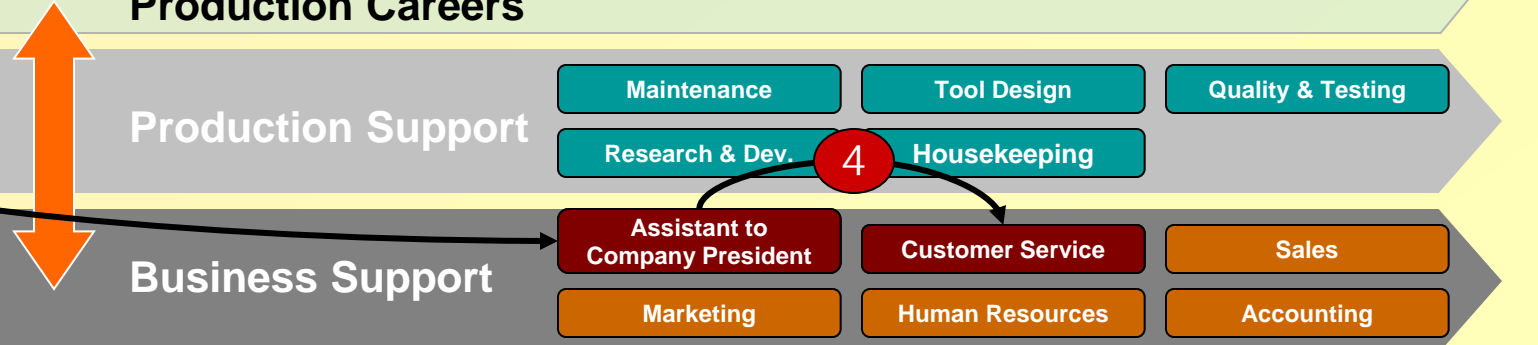 Production Careers
Production Support
Maintenance
Tool Design
Quality & Testing
Research & Dev.
4
Housekeeping
Business Support
Assistant to
Company President
Customer Service
Sales
Marketing
Human Resources
Accounting